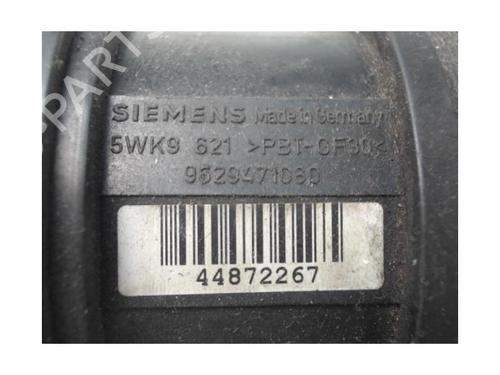 SIEMENS Made in Germany
5WK9 621 >PBT-GF30<
9629471080
44872267